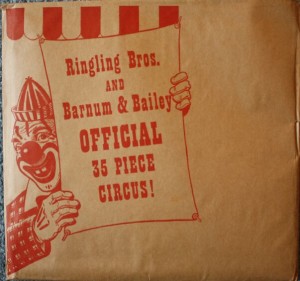 Ringling Bros.
AND
Barnum & Bailey
OFFICIAL
35 PIECE
CIRCUS!